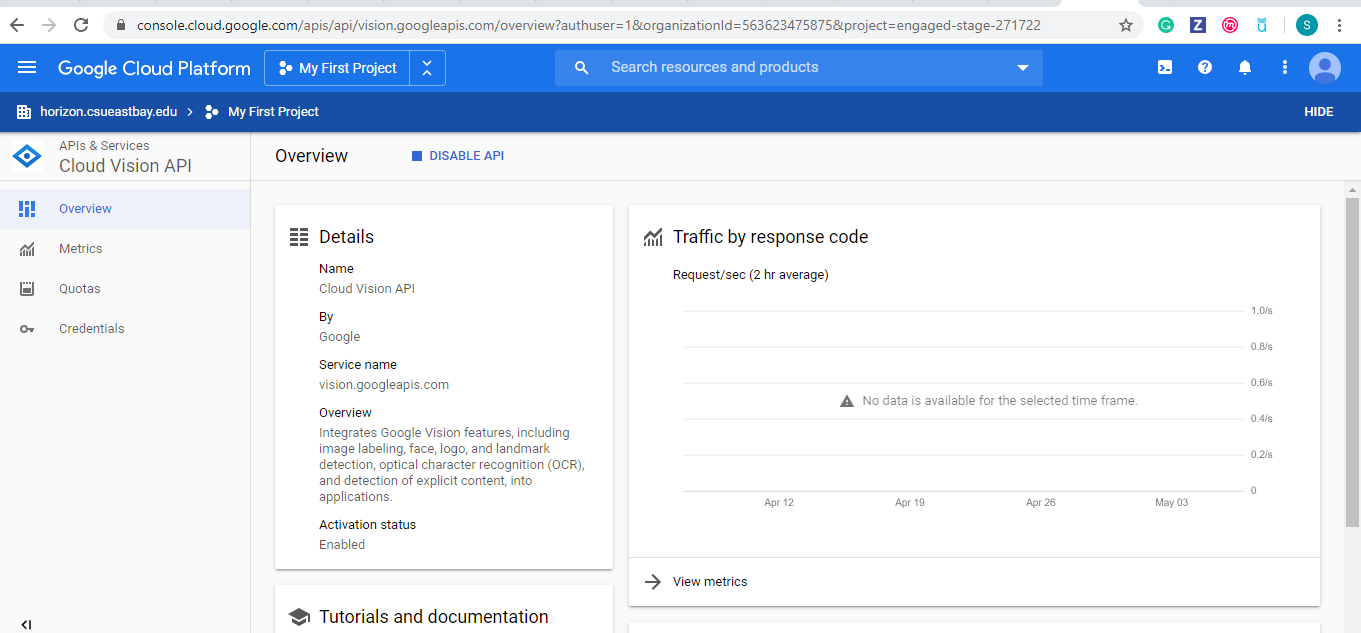 console.cloud.google.com/apis/api/vision.googleapis.com/overview?authuser=1&organizationId=563623475875&project=engaged-stage-271722
G
Z
m
S
Google Cloud Platform
My First Project
Search resources and products
horizon.csueastbay.edu
My First Project
HIDE
APIs & Services
Cloud Vision API
Overview
DISABLE API
Overview
Metrics
Quotas
Credentials
Details
Name
Cloud Vision API
By
Google
Service name
vision.googleapis.com
Overview
Integrates Google Vision features, including
image labeling, face, logo, and landmark
detection, optical character recognition (OCR),
and detection of explicit content, into
applications.
Activation status
Enabled
Tutorials and documentation
Traffic by response code
Request/sec (2 hr average)
1.0/s
0.8/s
0.6/s
No data is available for the selected time frame.
0.4/s
0.2/s
0
Apr 12 Apr 19 Apr 26 May 03
View metrics